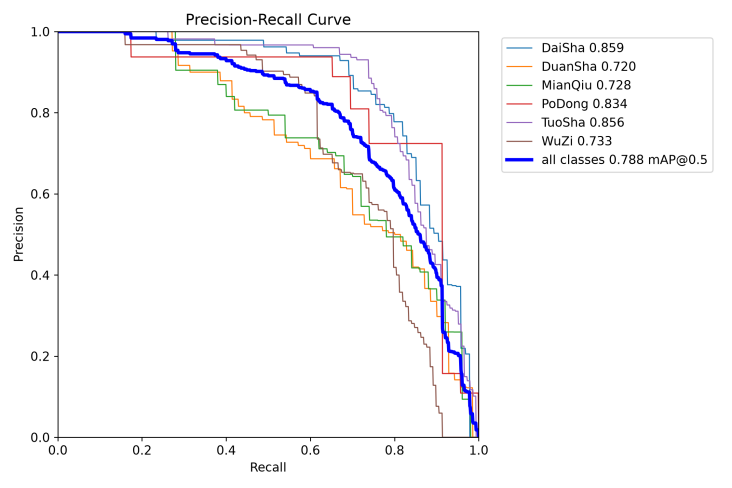 Precision-Recall Curve
1.0
0.8
0.6
0.4
0.2
0.0
Precision
0.0 0.2 0.4 0.6 0.8 1.0
Recall
DaiSha 0.859
DuanSha 0.720
MianQiu 0.728
PoDong 0.834
TuoSha 0.856
WuZi 0.733
all classes 0.788 mAP@0.5